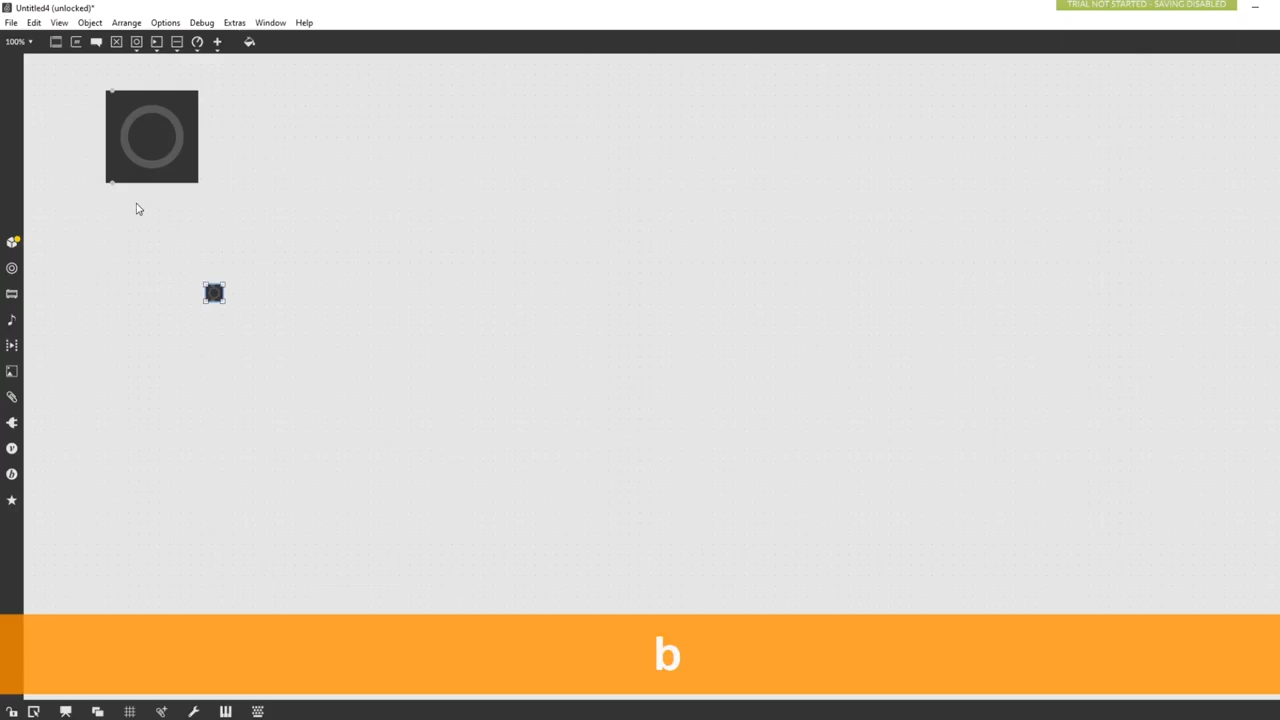 Untitled4 (unlocked)*
TRIAL NOT STARTED - SAVING DISABLED
File Edit View Object Arrange Options Debug Extras Window Help
100%
b